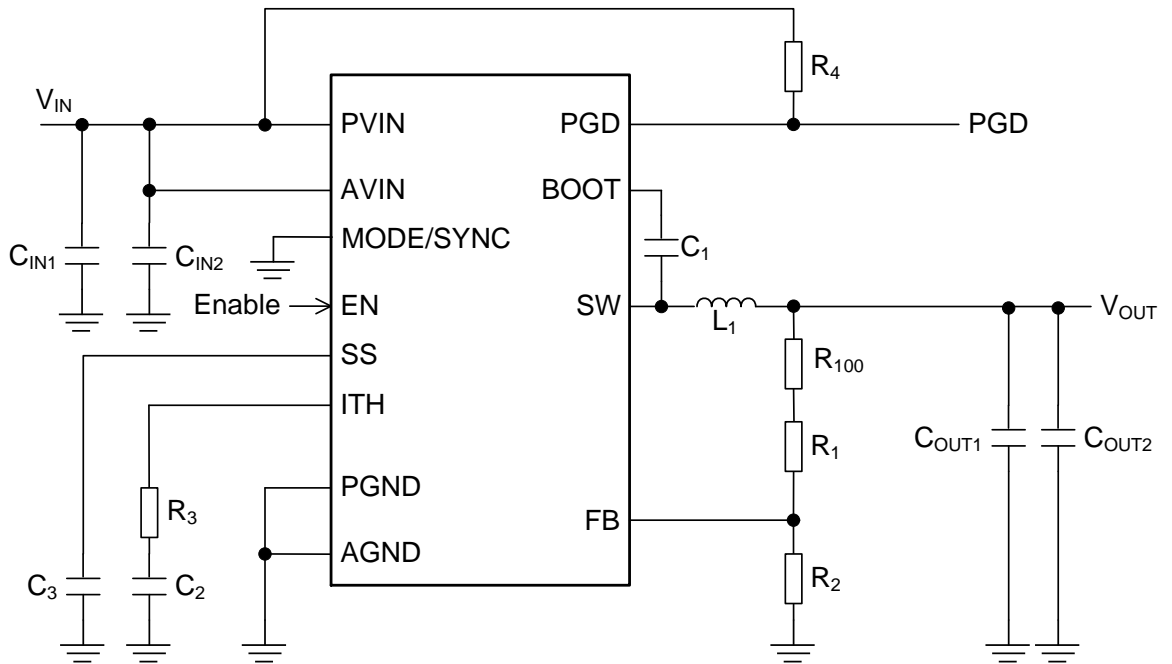 R4
VIN
PVIN
PGD
PGD
AVIN
BOOT
MODE/SYNC
C1
CIN1
CIN2
Enable
EN
SW
L1
VOUT
SS
R100
ITH
R1
COUT1
COUT2
PGND
R3
FB
AGND
C3
C2
R2